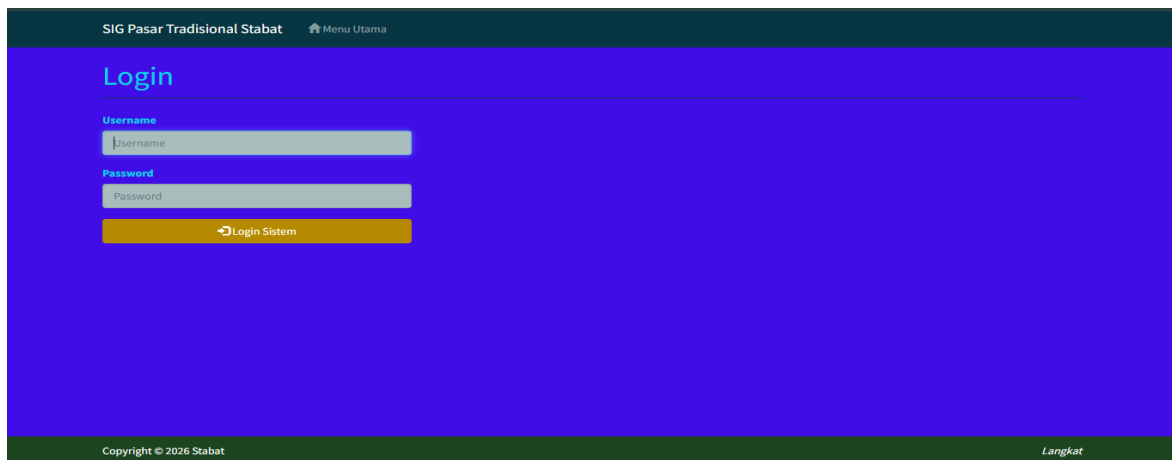 SIG Pasar Tradisional Stabat Menu Utama
Login
Username
Username
Password
Password
Login Sistem
Copyright © 2026 Stabat Langkat